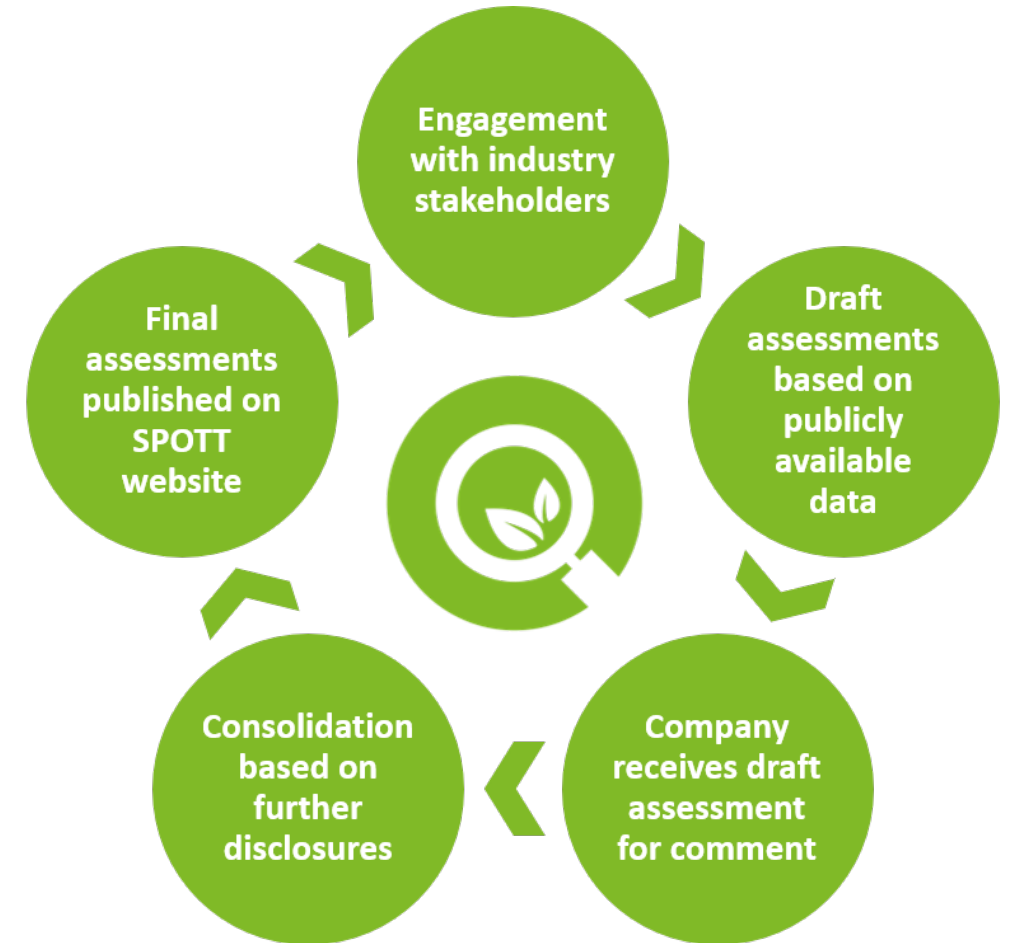 Engagement
with industry
stakeholders
Draft
assessments
based on
publicly
available
data
Company
receives draft
assessment
for comment
Consolidation
based on
further
disclosures
Final
assessments
published on
SPOTT
website